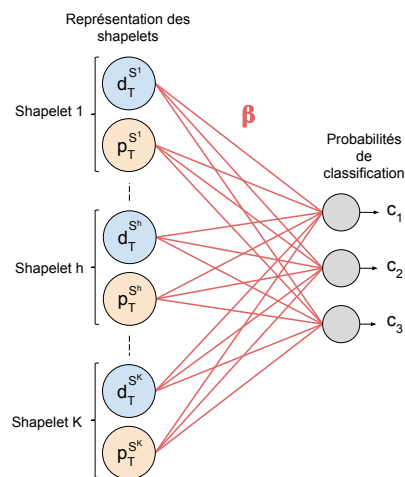 Représentation des
shapelets
Shapelet 1
d_T^{S^1}
p_T^{S^1}
β
Probabilités
de
classification
Shapelet h
d_T^{S^h}
p_T^{S^h}
c_1
c_2
c_3
Shapelet K
d_T^{S^K}
p_T^{S^K}